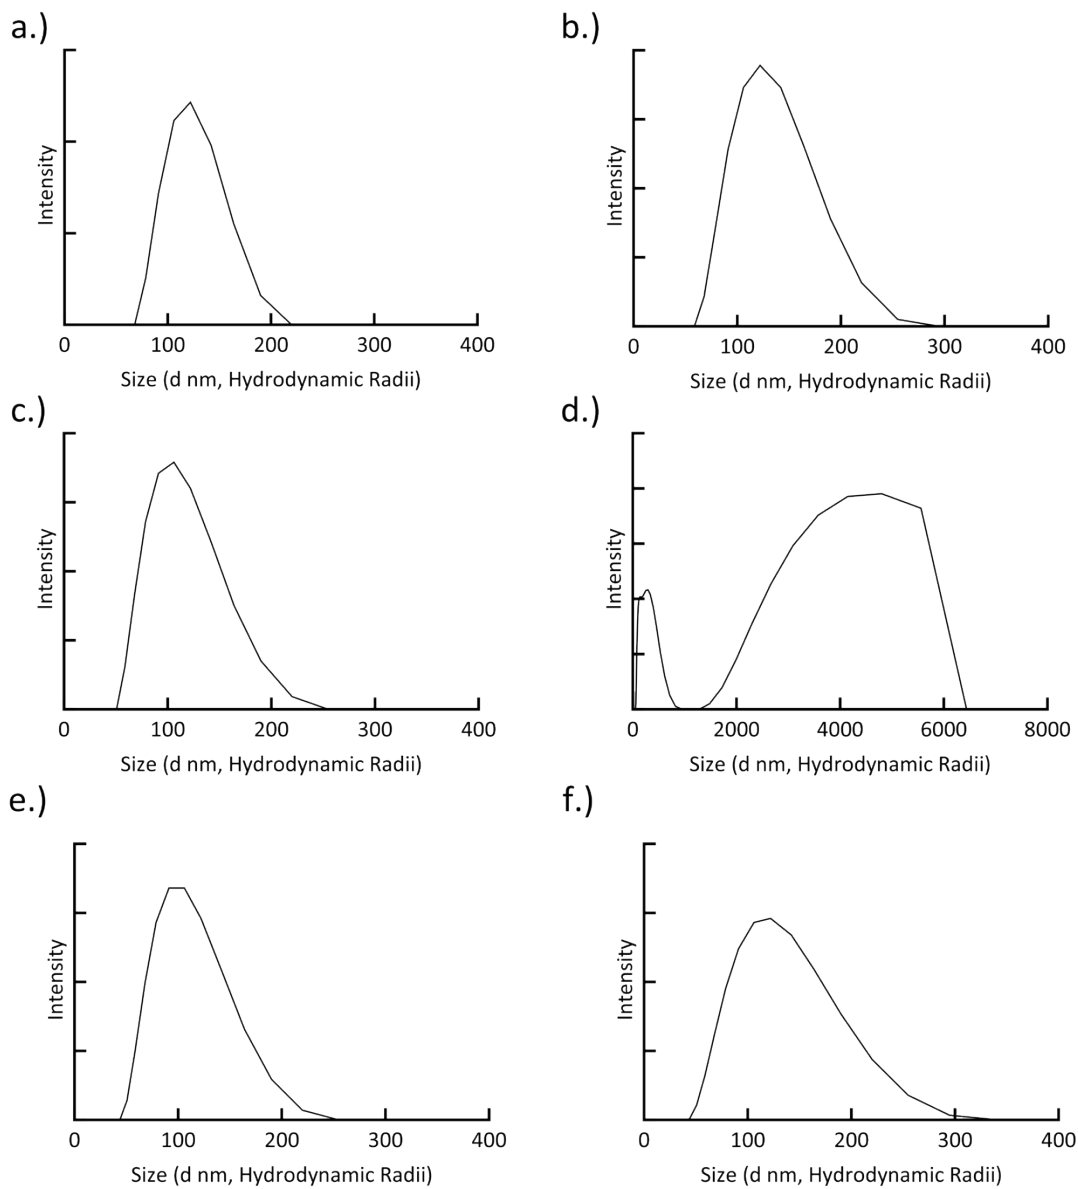 a.)
Intensity
0 100 200 300 400
Size (d nm, Hydrodynamic Radii)
b.)
Intensity
0 100 200 300 400
Size (d nm, Hydrodynamic Radii)
c.)
Intensity
0 100 200 300 400
Size (d nm, Hydrodynamic Radii)
d.)
Intensity
0 2000 4000 6000 8000
Size (d nm, Hydrodynamic Radii)
e.)
Intensity
0 100 200 300 400
Size (d nm, Hydrodynamic Radii)
f.)
Intensity
0 100 200 300 400
Size (d nm, Hydrodynamic Radii)